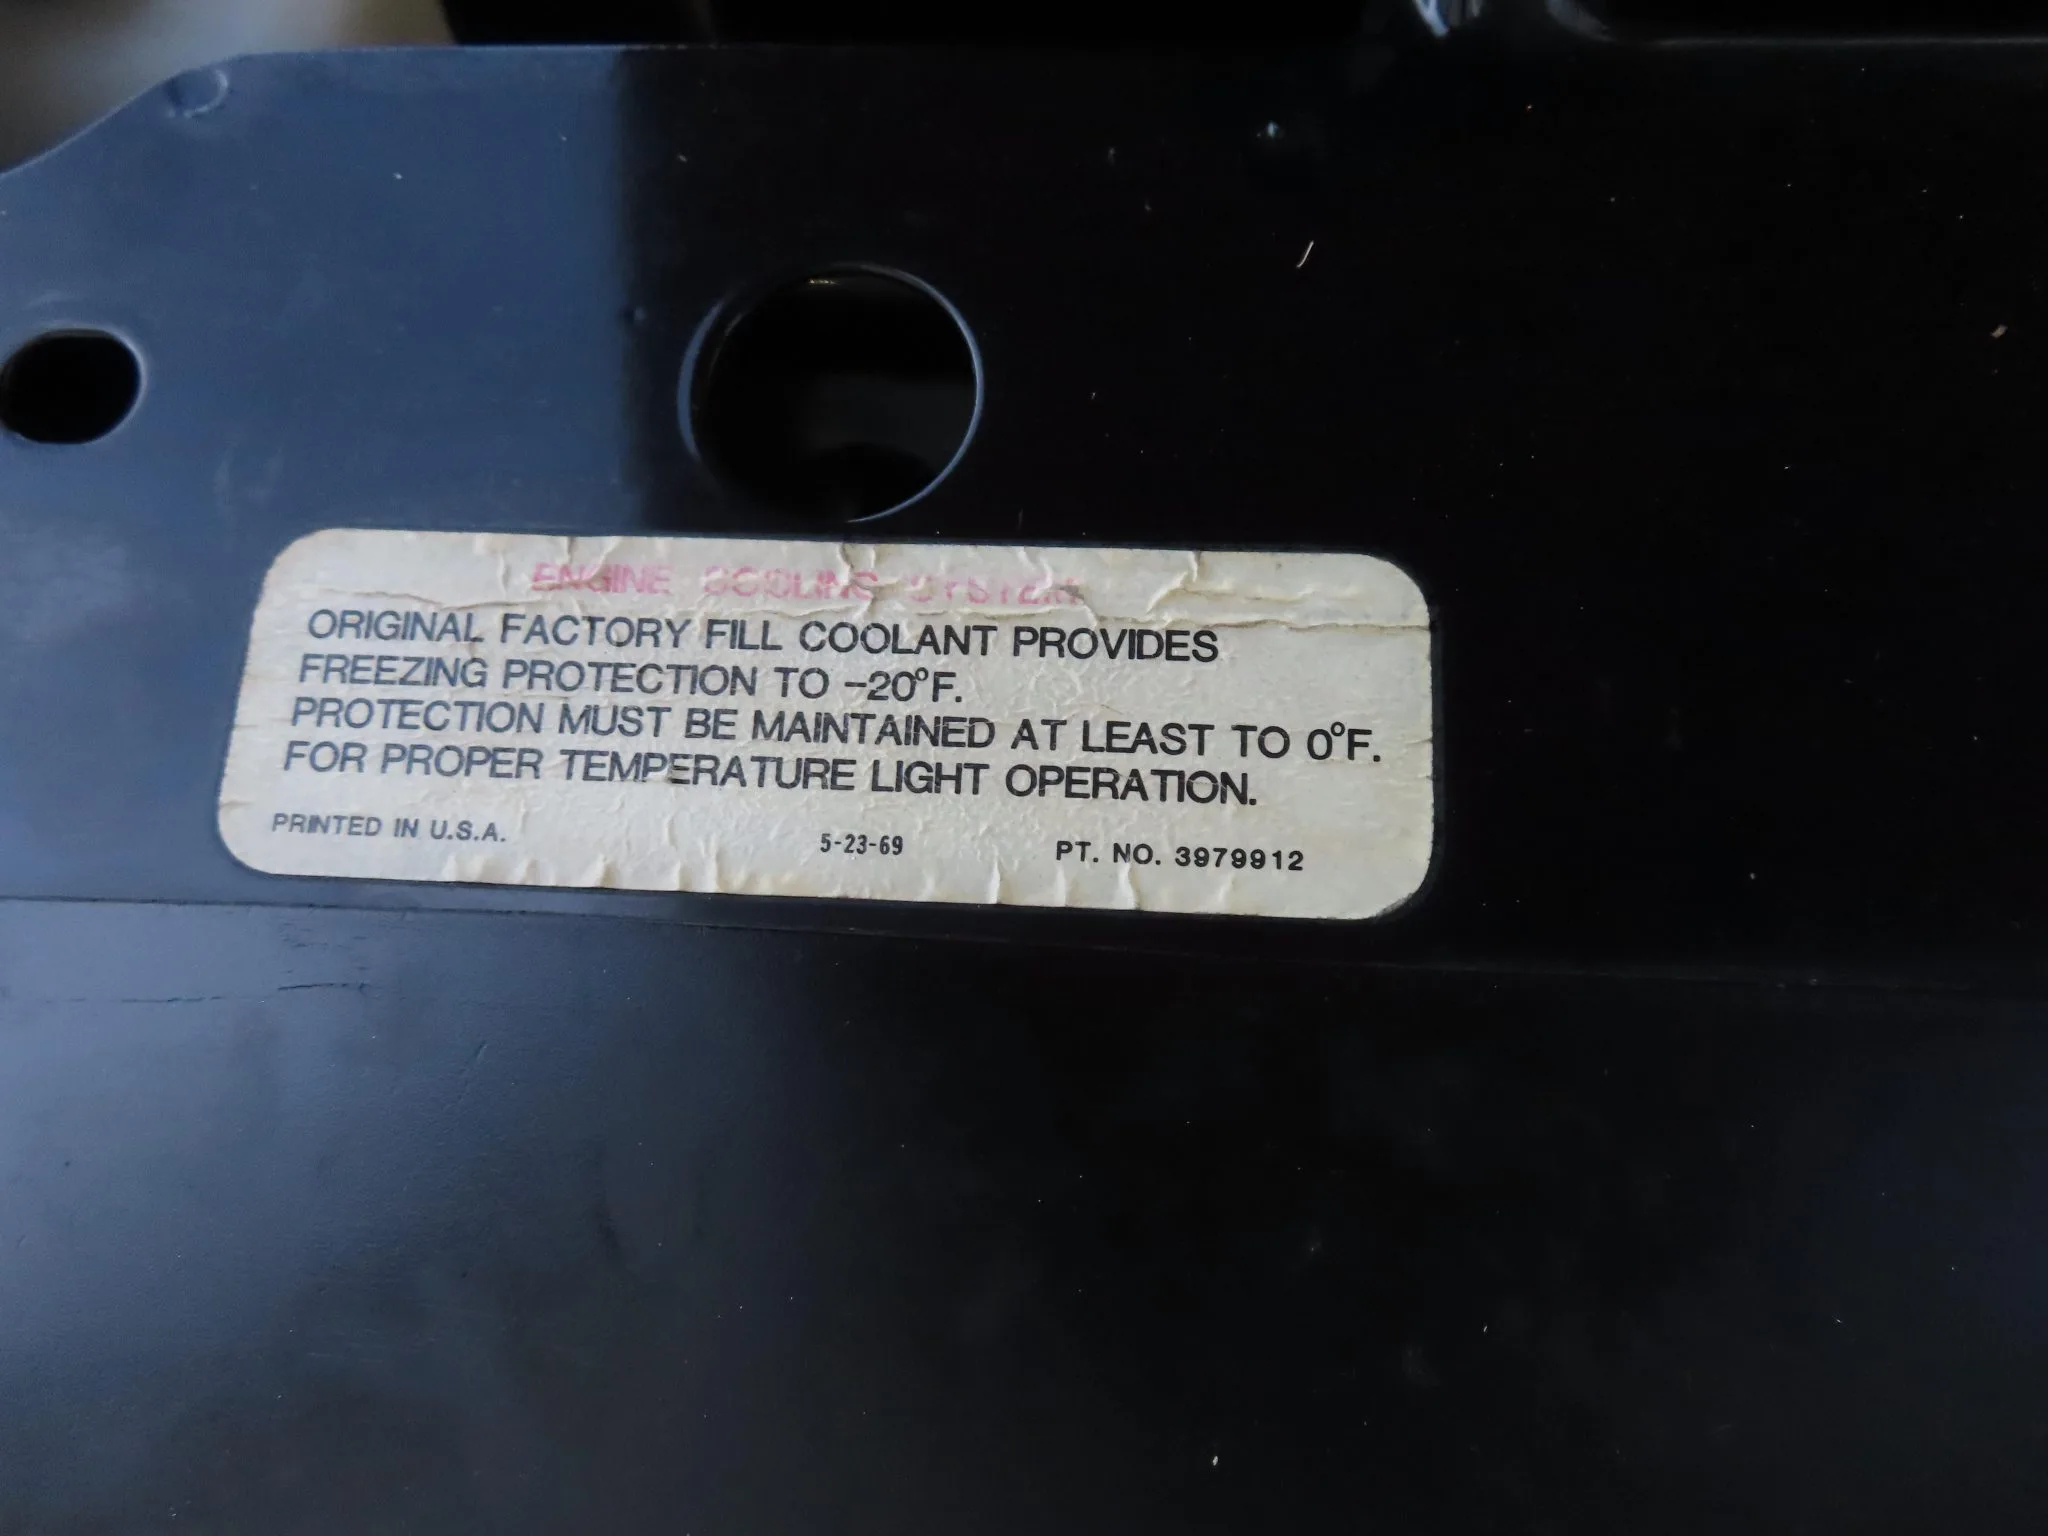 ENGINE COOLING SYSTEM
ORIGINAL FACTORY FILL COOLANT PROVIDES
FREEZING PROTECTION TO -20°F.
PROTECTION MUST BE MAINTAINED AT LEAST TO 0°F.
FOR PROPER TEMPERATURE LIGHT OPERATION.
PRINTED IN U.S.A. 5-23-69 PT. NO. 3979912